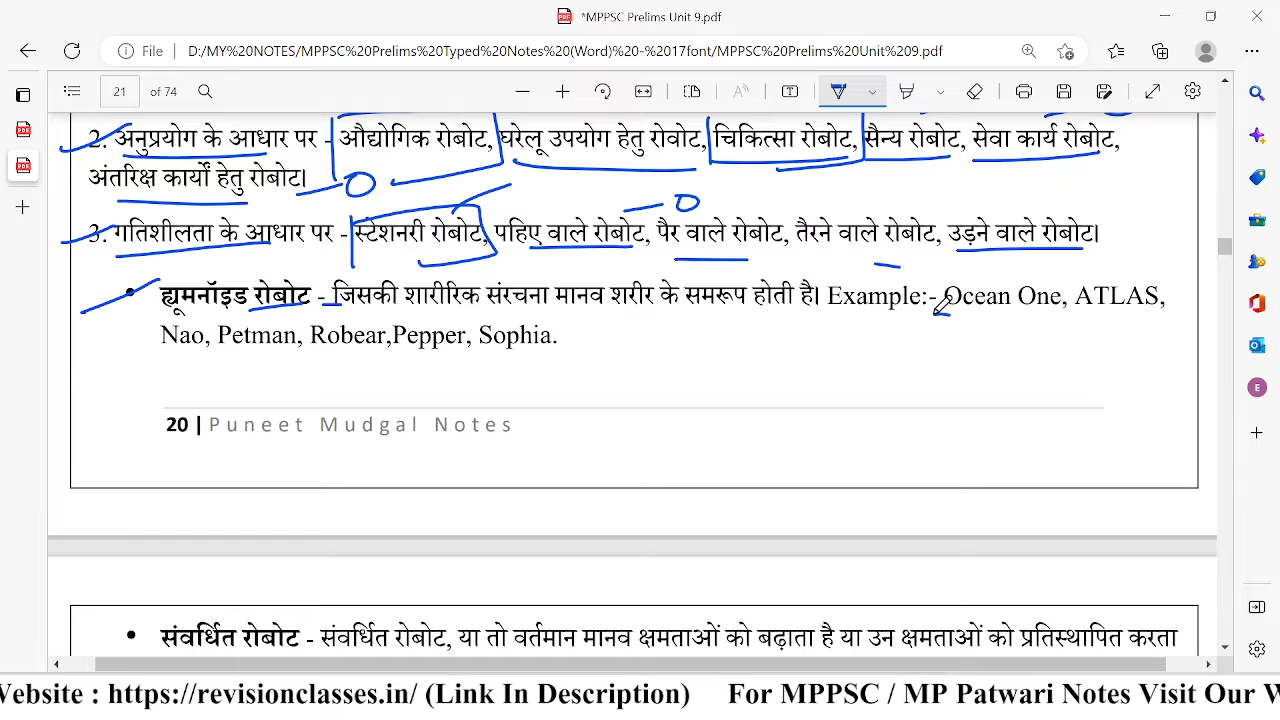 *MPPSC Prelims Unit 9.pdf
File | D:/MY%20NOTES/MPPSC%20Prelims%20Typed%20Notes%20(Word)%20-%2017font/MPPSC%20Prelims%20Unit%209.pdf
21 of 74
2. अनुप्रयोग के आधार पर - औद्योगिक रोबोट, घरेलू उपयोग हेतु रोवोट, चिकित्सा रोबोट, सैन्य रोबोट, सेवा कार्य रोबोट,
अंतरिक्ष कार्यों हेतु रोबोट।
3. गतिशीलता के आधार पर - स्टेशनरी रोबोट, पहिए वाले रोबोट, पैर वाले रोबोट, तैरने वाले रोबोट, उड़ने वाले रोबोट।
• ह्यूमनॉइड रोबोट - जिसकी शारीरिक संरचना मानव शरीर के समरूप होती है। Example:- Ocean One, ATLAS,
Nao, Petman, Robear,Pepper, Sophia.
20 | Puneet Mudgal Notes
• संवर्धित रोबोट - संवर्धित रोबोट, या तो वर्तमान मानव क्षमताओं को बढ़ाता है या उन क्षमताओं को प्रतिस्थापित करता
Website : https://revisionclasses.in/ (Link In Description) For MPPSC / MP Patwari Notes Visit Our W